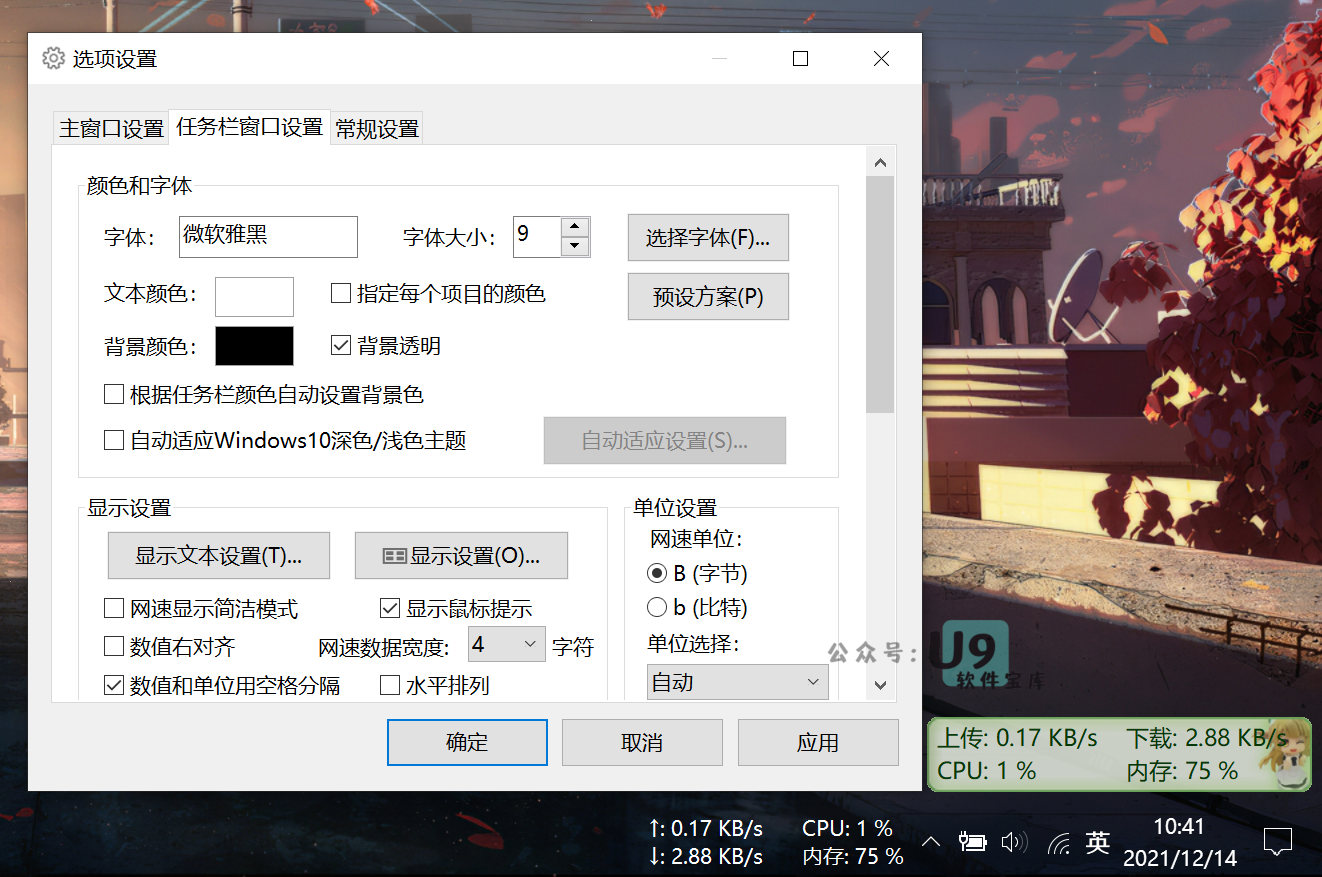 选项设置
主窗口设置 任务栏窗口设置 常规设置
颜色和字体
字体： 微软雅黑 字体大小： 9 选择字体(F)...
文本颜色： 指定每个项目的颜色 预设方案(P)
背景颜色： 背景透明
根据任务栏颜色自动设置背景色
自动适应Windows10深色/浅色主题 自动适应设置(S)...
显示设置
显示文本设置(T)... 显示设置(O)...
网速显示简洁模式 显示鼠标提示
数值右对齐 网速数据宽度: 4 字符
数值和单位用空格分隔 水平排列
单位设置
网速单位：
B (字节)
b (比特)
单位选择：
自动
确定 取消 应用
公众号: U9
软件宝库
上传: 0.17 KB/s 下载: 2.88 KB/s
CPU: 1 % 内存: 75 %
↑: 0.17 KB/s CPU: 1 %
↓: 2.88 KB/s 内存: 75 %
英
10:41
2021/12/14